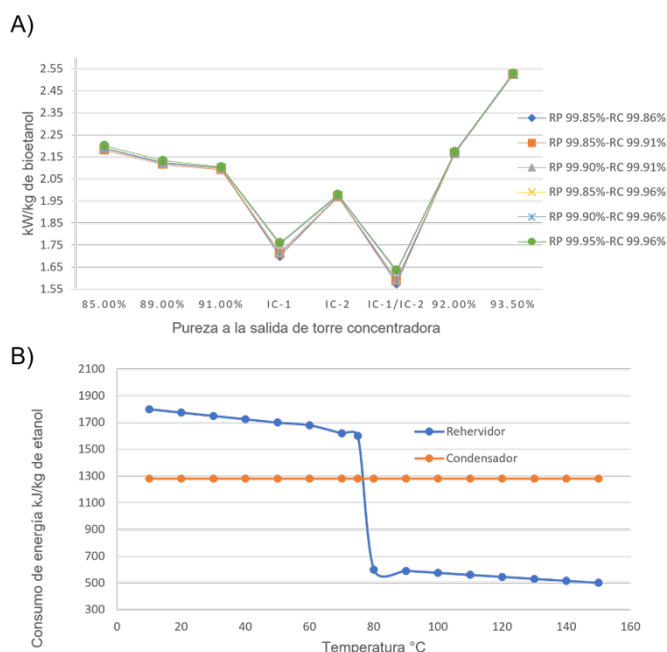 A)
kW/kg de bioetanol
2.55
2.45
2.35
2.25
2.15
2.05
1.95
1.85
1.75
1.65
1.55
85.00% 89.00% 91.00% IC-1 IC-2 IC-1/IC-2 92.00% 93.50%
Pureza a la salida de torre concentradora
RP 99.85%-RC 99.86%
RP 99.85%-RC 99.91%
RP 99.90%-RC 99.91%
RP 99.85%-RC 99.96%
RP 99.90%-RC 99.96%
RP 99.95%-RC 99.96%
B)
Consumo de energía kJ/kg de etanol
2100
1900
1700
1500
1300
1100
900
700
500
300
0 20 40 60 80 100 120 140 160
Temperatura °C
Rehervidor
Condensador